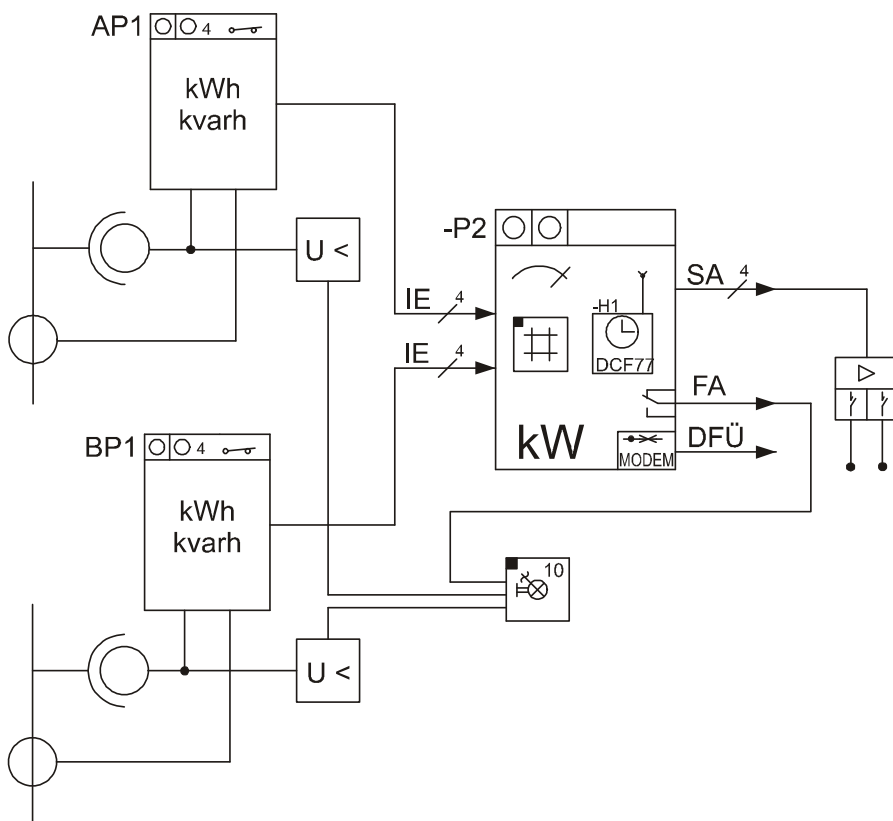 AP1
4
kWh
kvarh
U <
-P2
SA 4
IE 4
-H1
DCF77
IE 4
FA
kW
DFÜ
MODEM
BP1
4
kWh
kvarh
10
U <